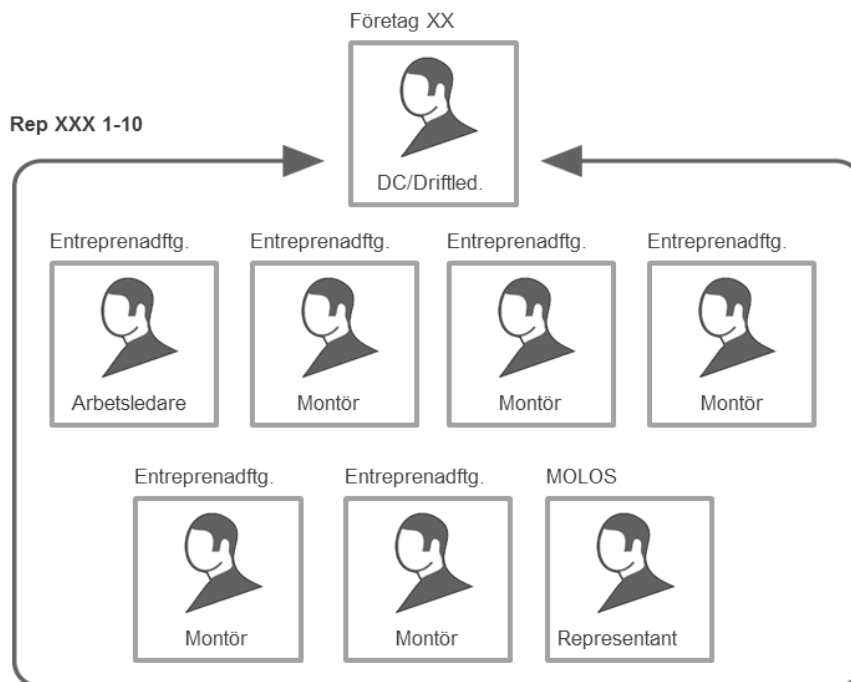 Företag XX
DC/Driftled.
Rep XXX 1-10
Entreprenadftg. Entreprenadftg. Entreprenadftg. Entreprenadftg.
Arbetsledare Montör Montör Montör
Entreprenadftg. Entreprenadftg. MOLOS
Montör Montör Representant